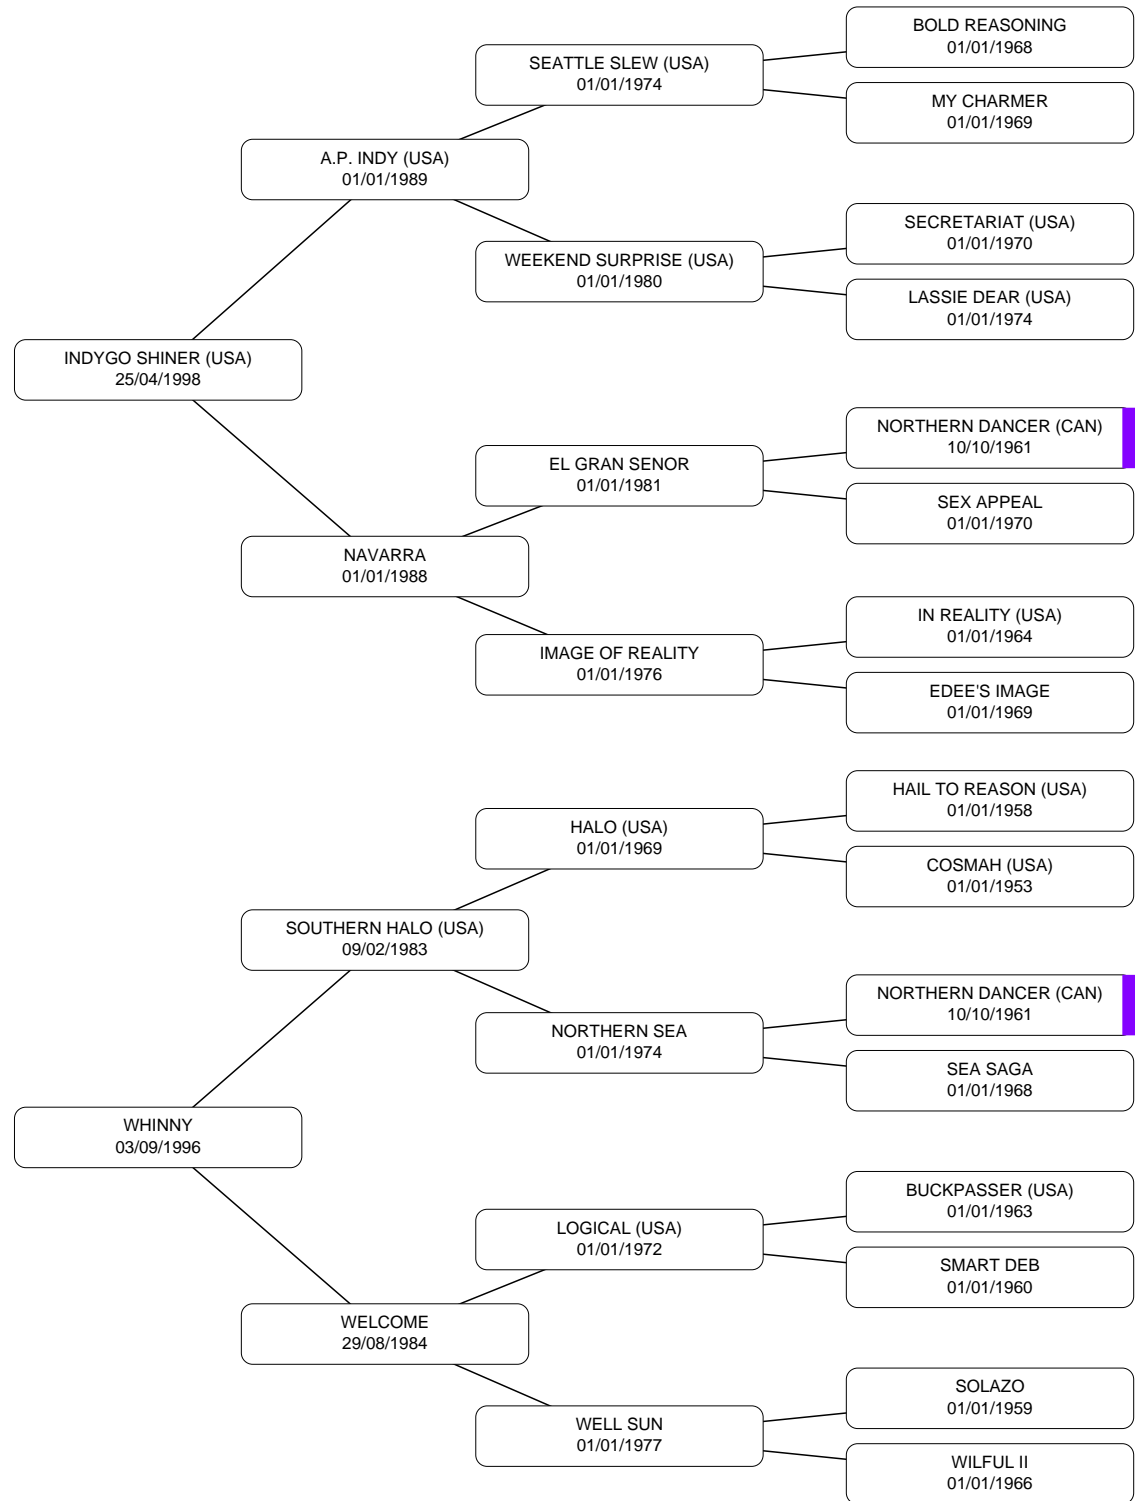 BOLD REASONING
01/01/1968
SEATTLE SLEW (USA)
01/01/1974
MY CHARMER
01/01/1969
A.P. INDY (USA)
01/01/1989
SECRETARIAT (USA)
01/01/1970
WEEKEND SURPRISE (USA)
01/01/1980
LASSIE DEAR (USA)
01/01/1974
INDYGO SHINER (USA)
25/04/1998
NORTHERN DANCER (CAN)
10/10/1961
EL GRAN SENOR
01/01/1981
SEX APPEAL
01/01/1970
NAVARRA
01/01/1988
IN REALITY (USA)
01/01/1964
IMAGE OF REALITY
01/01/1976
EDEE'S IMAGE
01/01/1969
HAIL TO REASON (USA)
01/01/1958
HALO (USA)
01/01/1969
COSMAH (USA)
01/01/1953
SOUTHERN HALO (USA)
09/02/1983
NORTHERN DANCER (CAN)
10/10/1961
NORTHERN SEA
01/01/1974
SEA SAGA
01/01/1968
WHINNY
03/09/1996
BUCKPASSER (USA)
01/01/1963
LOGICAL (USA)
01/01/1972
SMART DEB
01/01/1960
WELCOME
29/08/1984
SOLAZO
01/01/1959
WELL SUN
01/01/1977
WILFUL II
01/01/1966